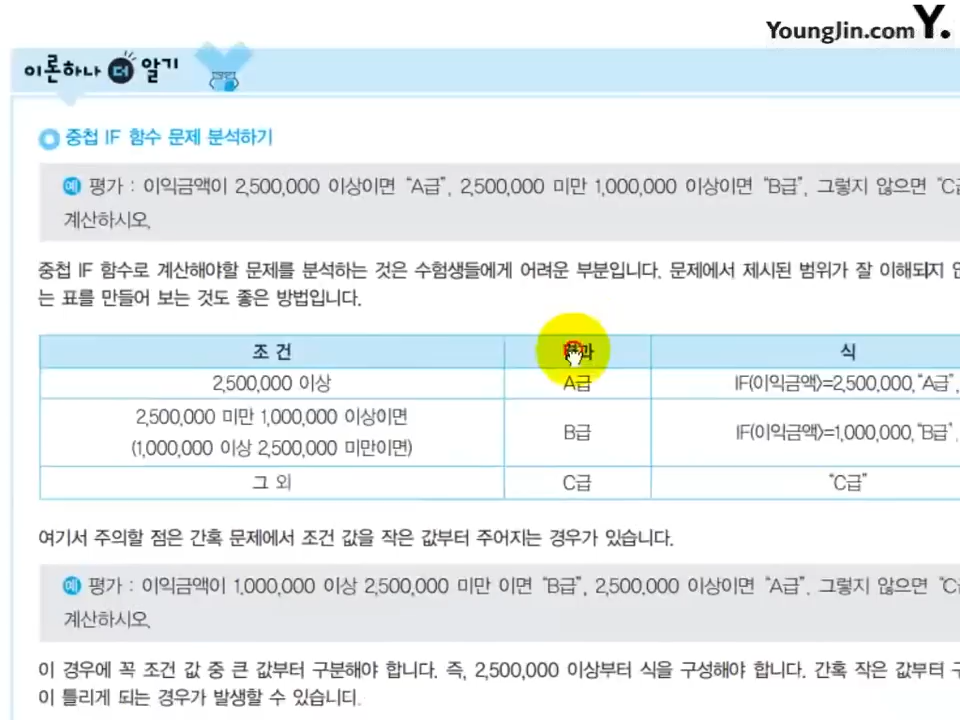 YoungJin.com Y.
이론하나 더 알기
중첩 IF 함수 문제 분석하기
예 평가 : 이익금액이 2,500,000 이상이면 “A급”, 2,500,000 미만 1,000,000 이상이면 “B급”, 그렇지 않으면 “C급
계산하시오.
중첩 IF 함수로 계산해야할 문제를 분석하는 것은 수험생들에게 어려운 부분입니다. 문제에서 제시된 범위가 잘 이해되지
는 표를 만들어 보는 것도 좋은 방법입니다.
조 건 결과 식
2,500,000 이상 A급 IF(이익금액>=2,500,000,“A급”,
2,500,000 미만 1,000,000 이상이면
(1,000,000 이상 2,500,000 미만이면) B급 IF(이익금액>=1,000,000,“B급”,
그 외 C급 “C급”
여기서 주의할 점은 간혹 문제에서 조건 값을 작은 값부터 주어지는 경우가 있습니다.
예 평가 : 이익금액이 1,000,000 이상 2,500,000 미만 이면 “B급”, 2,500,000 이상이면 “A급”, 그렇지 않으면 “C급
계산하시오.
이 경우에 꼭 조건 값 중 큰 값부터 구분해야 합니다. 즉, 2,500,000 이상부터 식을 구성해야 합니다. 간혹 작은 값부터
이 틀리게 되는 경우가 발생할 수 있습니다.